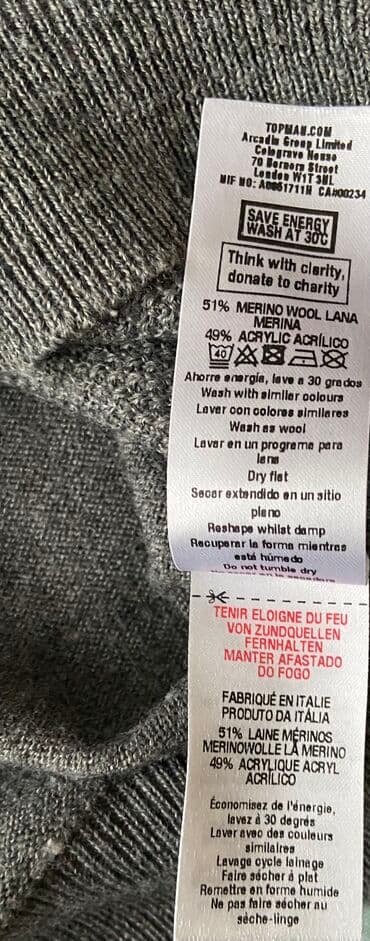 TOPMAN.COM
Arcadia Group Limited
Colegrave House
70 Berners Street
London W1T 3NL
NIF NO: A0051711H CA#00234
SAVE ENERGY
WASH AT 30°C
Think with clarity,
donate to charity
51% MERINO WOOL LANA
MERINA
49% ACRYLIC ACRÍLICO
40
Ahorre energía, lave a 30 grados
Wash with similar colours
Lavar con colores similares
Wash as wool
Lavar en un programa para
lana
Dry flat
Secar extendido en un sitio
plano
Reshape whilst damp
Recuperar la forma mientras
está húmedo
Do not tumble dry
TENIR ELOIGNE DU FEU
VON ZUNDQUELLEN
FERNHALTEN
MANTER AFASTADO
DO FOGO
FABRIQUÉ EN ITALIE
PRODUTO DA ITÁLIA
51% LAINE MÉRINOS
MERINOWOLLE LÃ MERINO
49% ACRYLIQUE ACRYL
ACRÍLICO
Économisez de l'énergie,
lavez à 30 degrés
Laver avec des couleurs
similaires
Lavage cycle lainage
Faire sécher à plat
Remettre en forme humide
Ne pas faire sécher au
sèche-linge